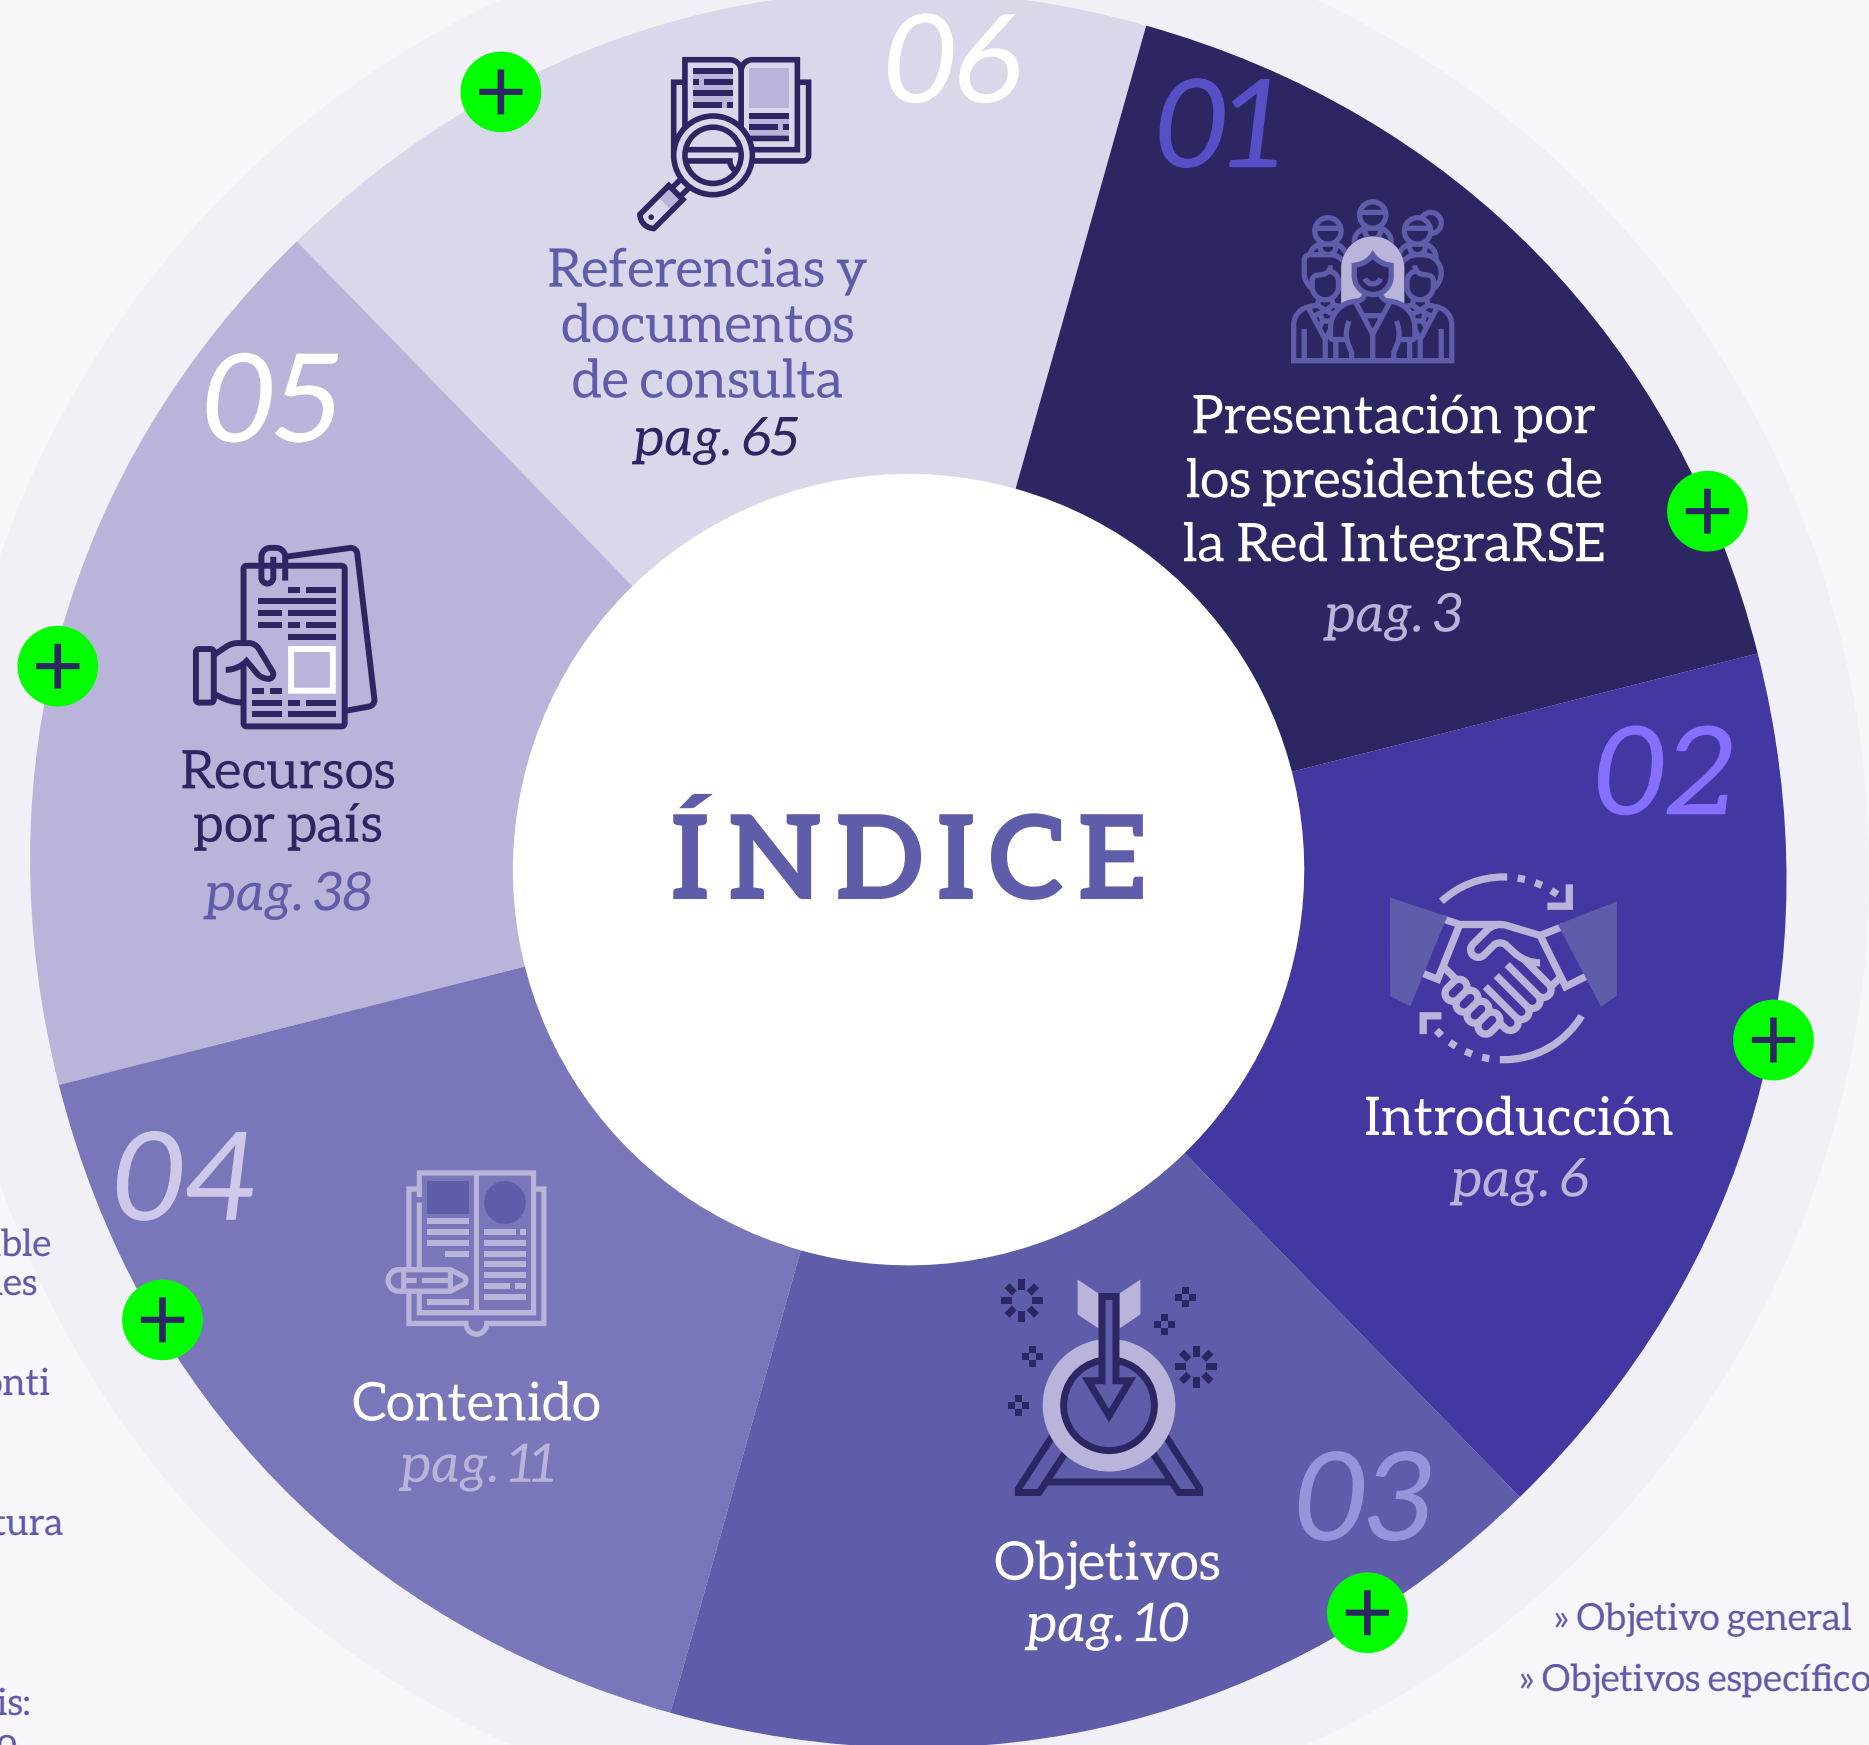 ÍNDICE
01
Presentación por
los presidentes de
la Red IntegraRSE
pag. 3
02
Introducción
pag. 6
03
Objetivos
pag. 10
» Objetivo general
» Objetivos específico
04
Contenido
pag. 11
05
Recursos
por país
pag. 38
06
Referencias y
documentos
de consulta
pag. 65